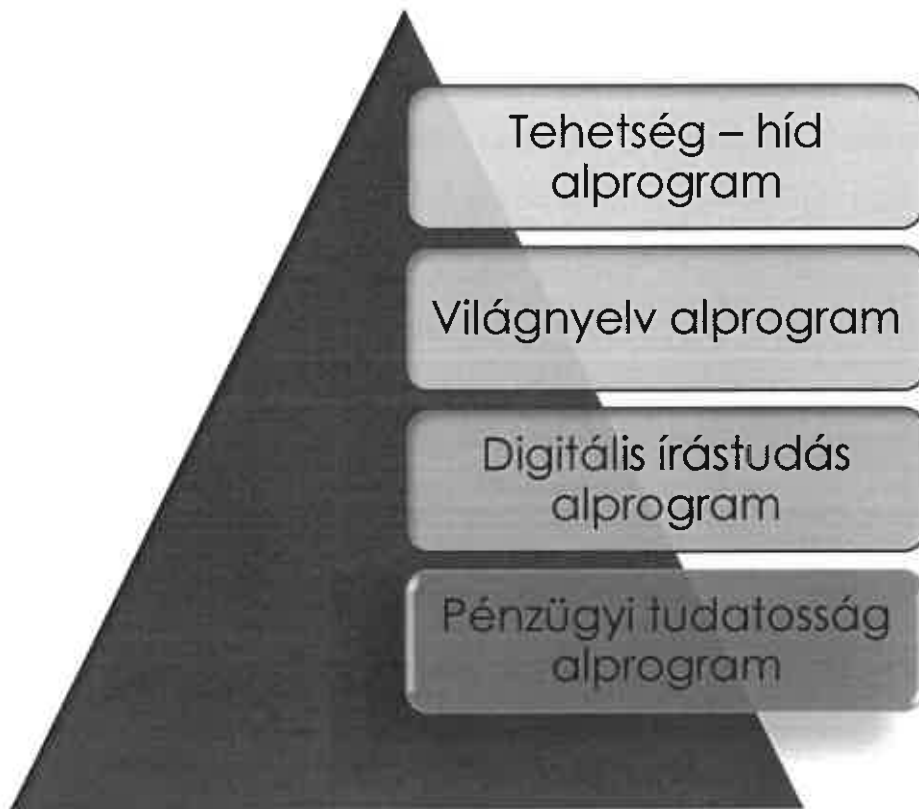 Tehetség – híd
alprogram
Világnyelv alprogram
Digitális írástudás
alprogram
Pénzügyi tudatosság
alprogram